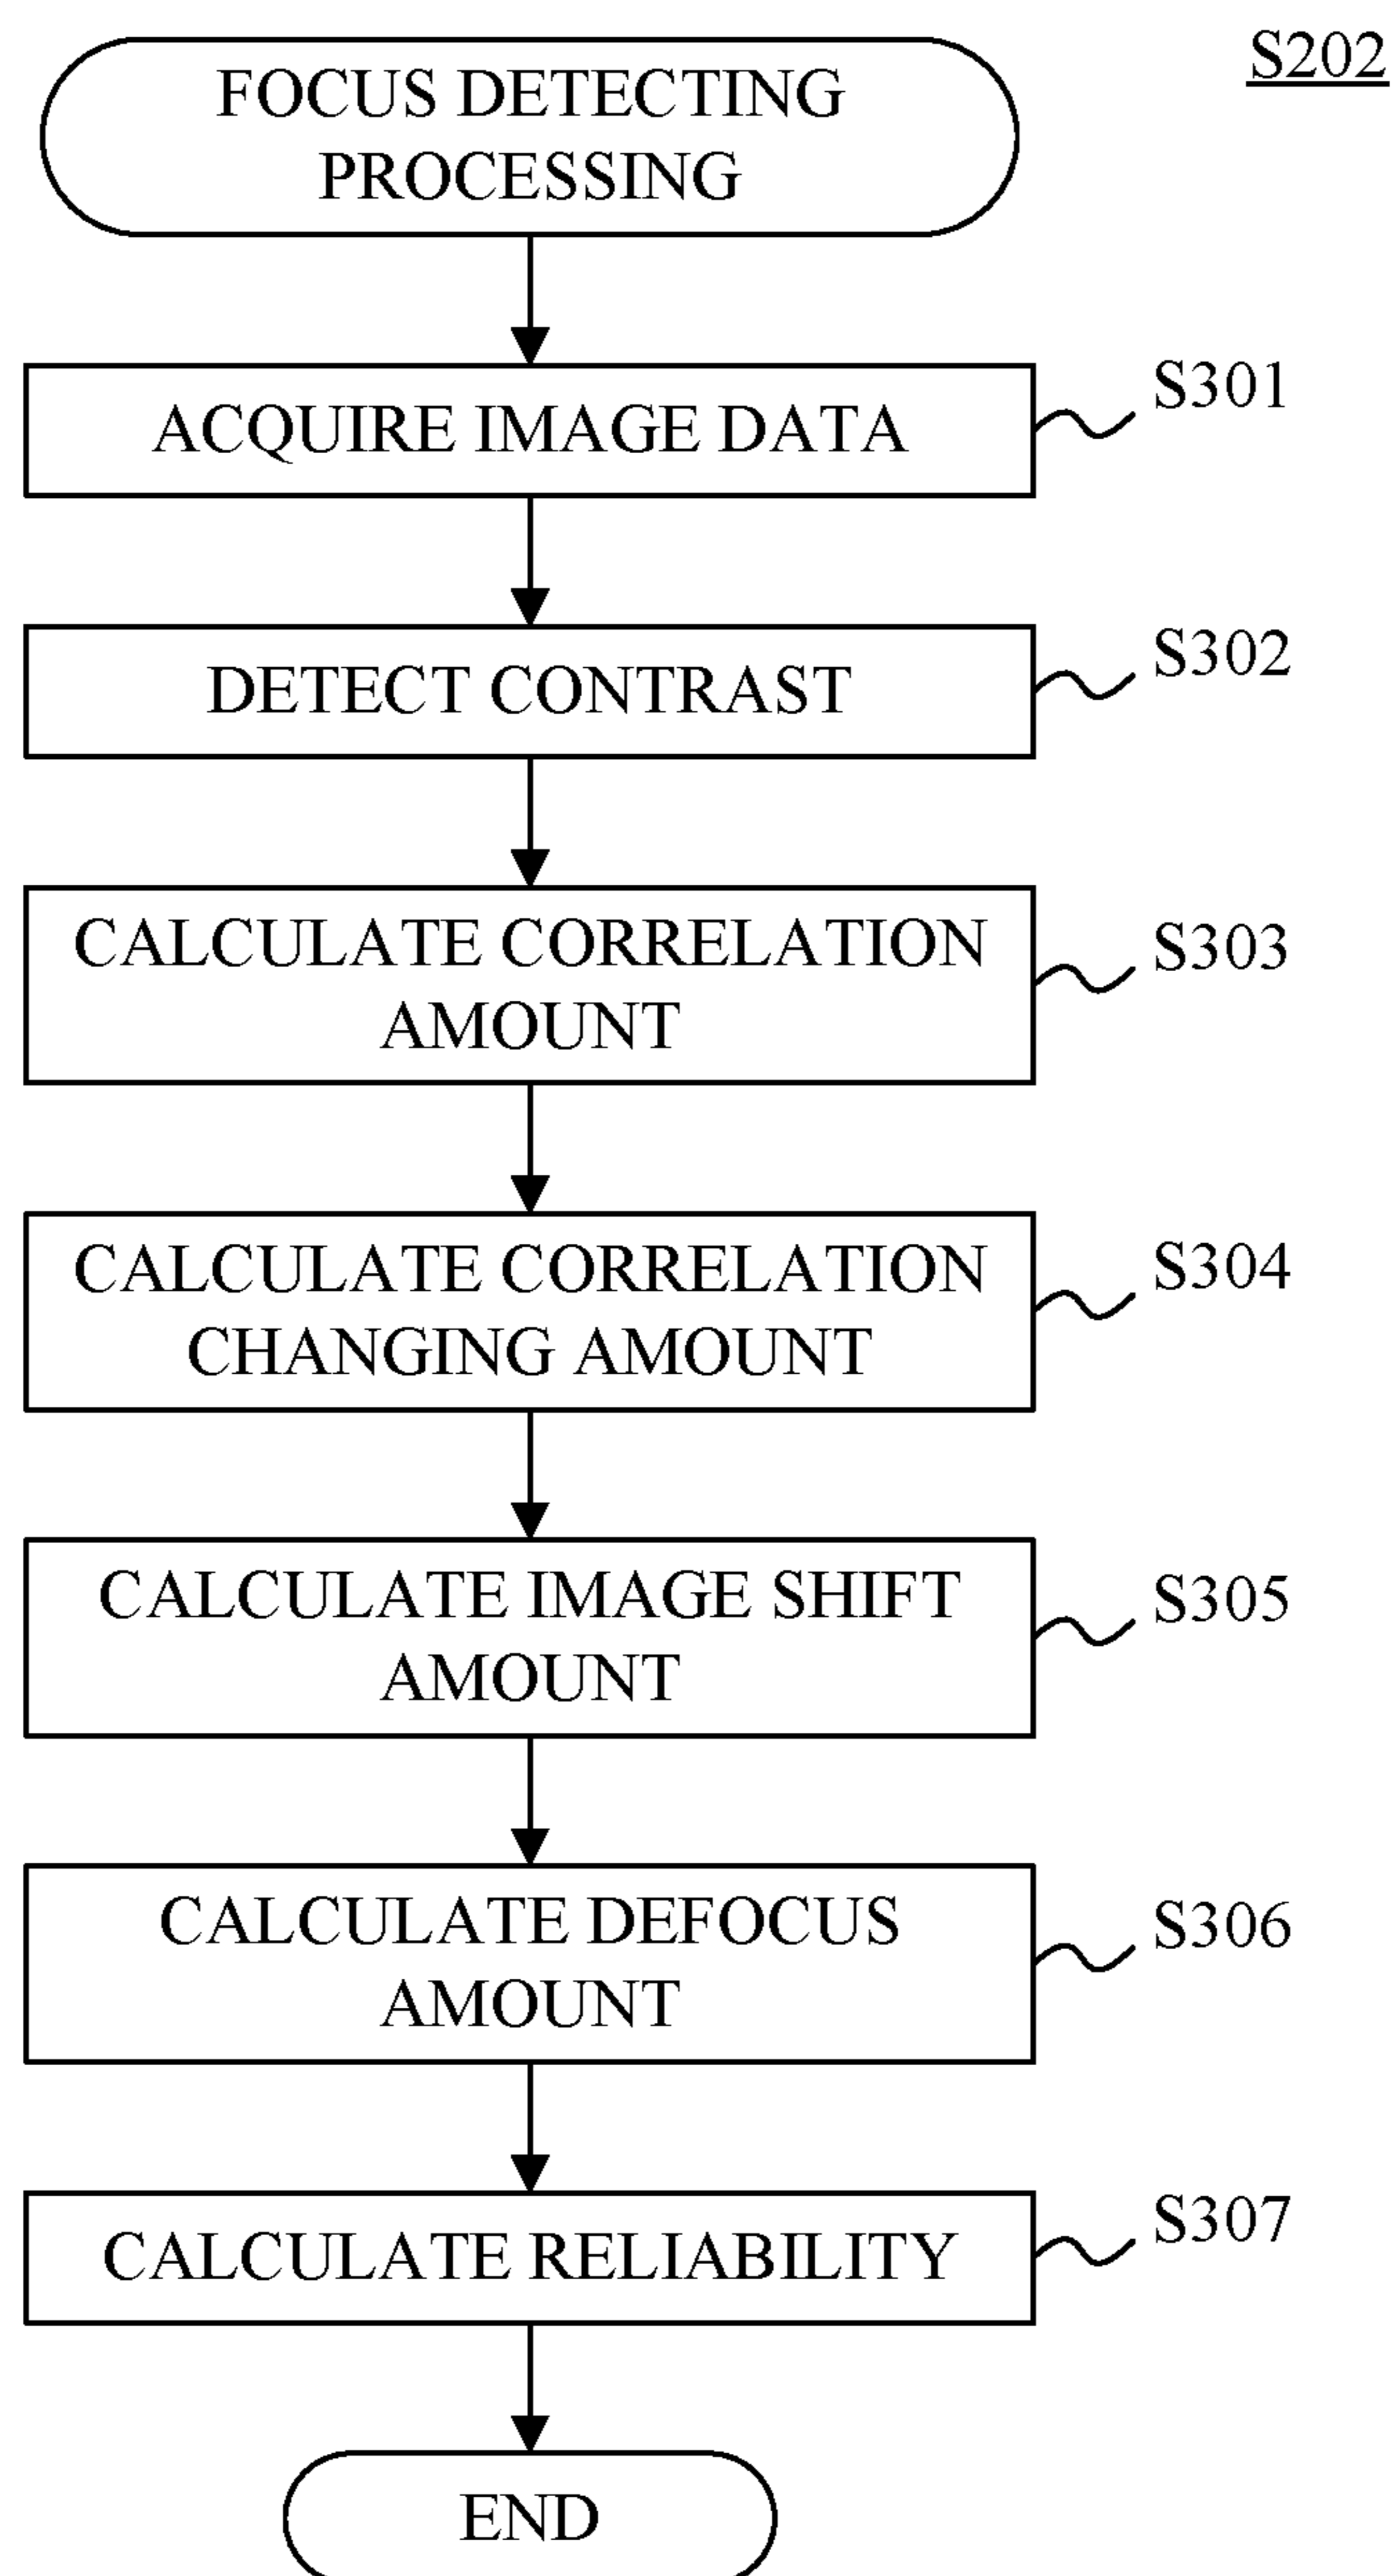 S202
FOCUS DETECTING
PROCESSING
ACQUIRE IMAGE DATA
S301
DETECT CONTRAST
S302
CALCULATE CORRELATION
AMOUNT
S303
CALCULATE CORRELATION
CHANGING AMOUNT
S304
CALCULATE IMAGE SHIFT
AMOUNT
S305
CALCULATE DEFOCUS
AMOUNT
S306
CALCULATE RELIABILITY
S307
END